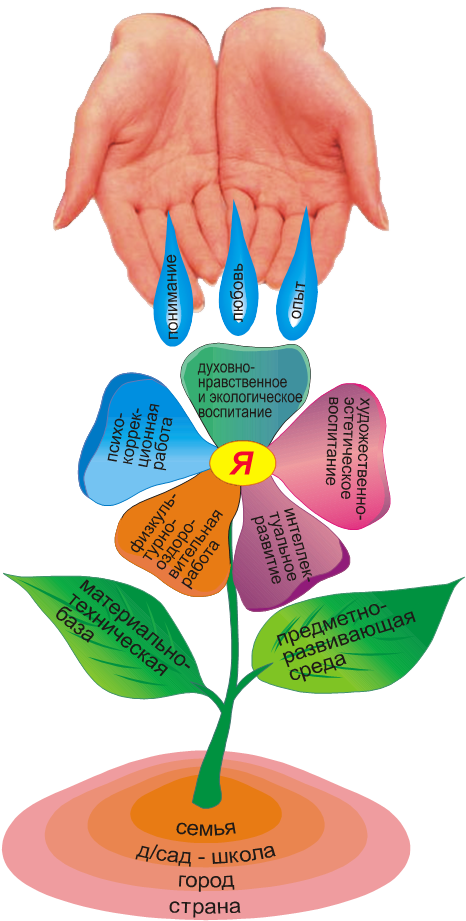 понимание
любовь
опыт
духовно-
нравственное
и экологическое
воспитание
психо-
коррек-
ционная
работа
художественно-
эстетическое
воспитание
Я
физкуль-
турно-
оздоро-
вительная
работа
интеллек-
туальное
развитие
материально-
техническая
база
предметно-
развивающая
среда
семья
д/сад - школа
город
страна